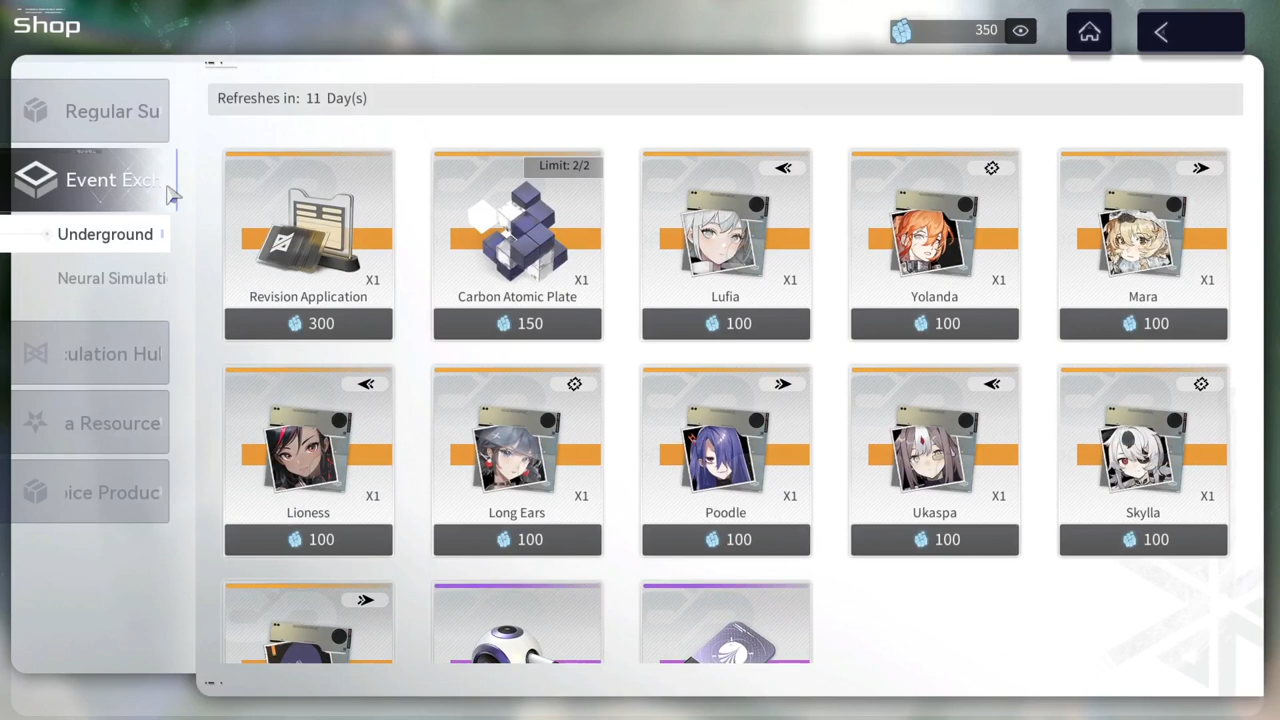 Shop
350
Regular Su
Event Exch
Underground
Neural Simulati
:ulation Hul
a Resource
ice Produc
Refreshes in: 11 Day(s)
X1
Revision Application
300
Limit: 2/2
X1
Carbon Atomic Plate
150
X1
Lufia
100
X1
Yolanda
100
X1
Mara
100
X1
Lioness
100
X1
Long Ears
100
X1
Poodle
100
X1
Ukaspa
100
X1
Skylla
100